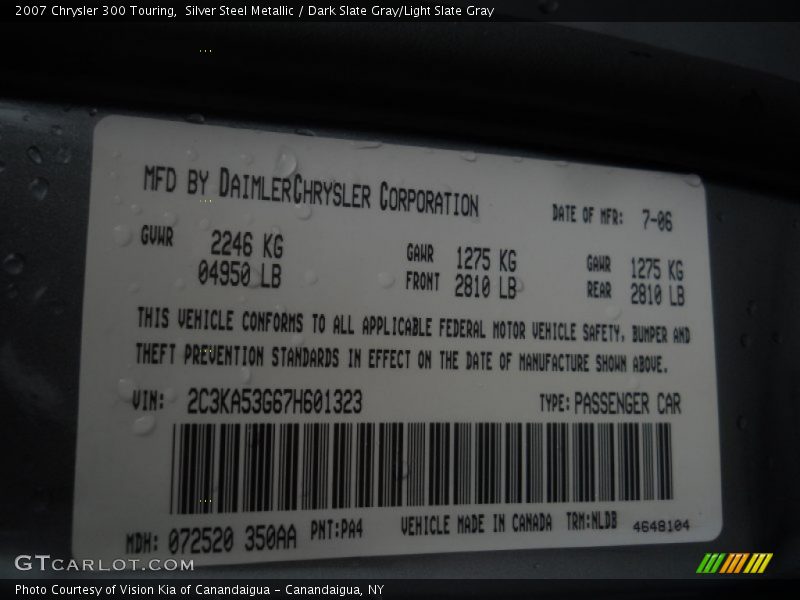 2007 Chrysler 300 Touring,  Silver Steel Metallic / Dark Slate Gray/Light Slate Gray
MFD BY DAIMLERCHRYSLER CORPORATION
DATE OF MFR: 7-06
GVWR 2246 KG
04950 LB
GAWR 1275 KG
FRONT 2810 LB
GAWR 1275 KG
REAR 2810 LB
THIS VEHICLE CONFORMS TO ALL APPLICABLE FEDERAL MOTOR VEHICLE SAFETY, BUMPER AND
THEFT PREVENTION STANDARDS IN EFFECT ON THE DATE OF MANUFACTURE SHOWN ABOVE.
VIN: 2C3KA53G67H601323 TYPE: PASSENGER CAR
MDH: 072520 350AA PNT:PA4 VEHICLE MADE IN CANADA TRM:NLDB 4648104
GTCARLOT.COM
Photo Courtesy of Vision Kia of Canandaigua - Canandaigua, NY